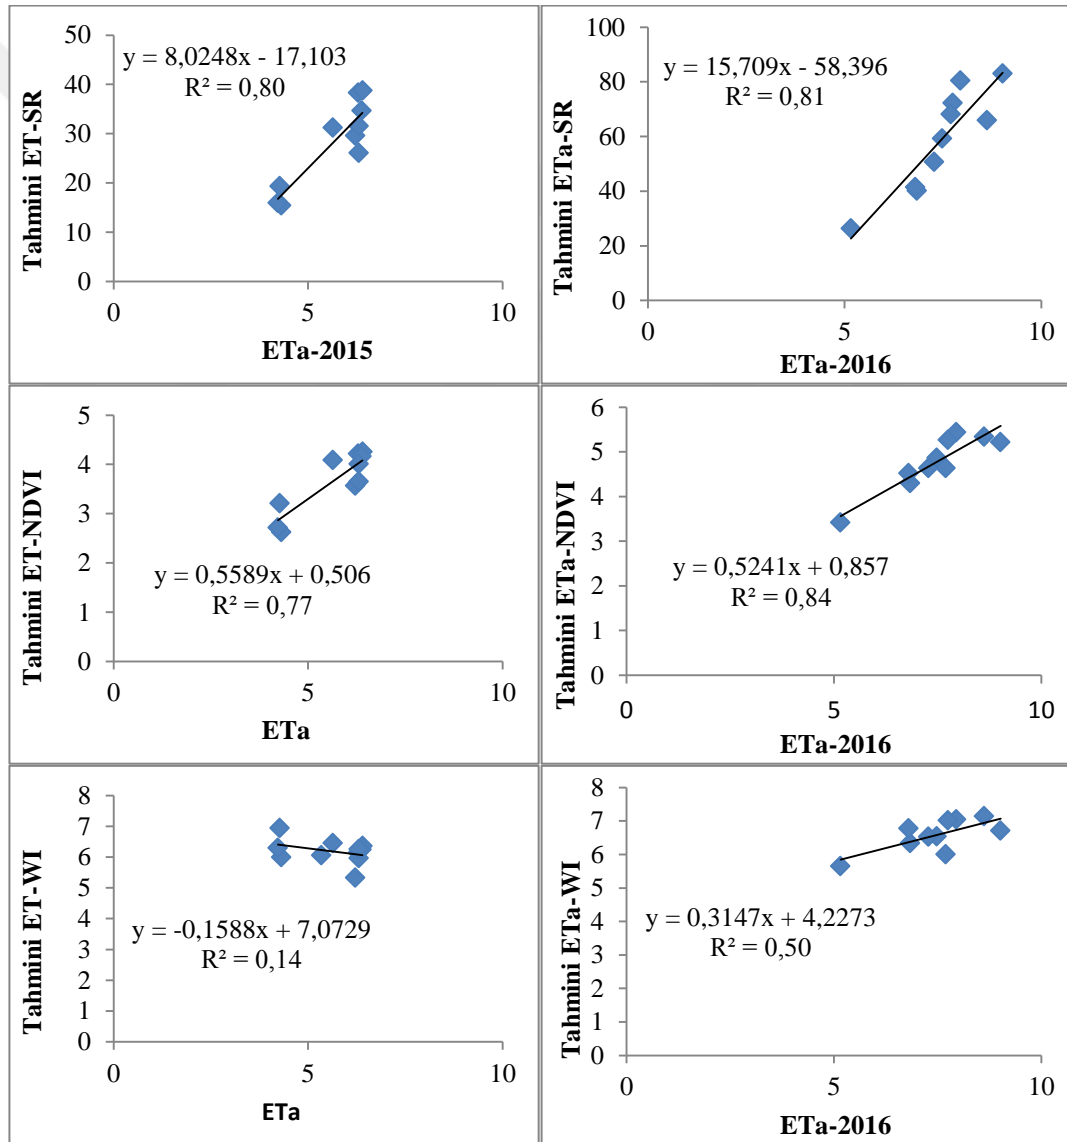 y = 8,0248x - 17,103
R² = 0,80
Tahmini ET-SR
50
40
30
20
10
0
0 5 10
ETa-2015
y = 15,709x - 58,396
R² = 0,81
Tahmini ETa-SR
100
80
60
40
20
0
0 5 10
ETa-2016
Tahmini ET-NDVI
5
4
3
2
1
0
y = 0,5589x + 0,506
R² = 0,77
0 5 10
ETa
Tahmini ETa-NDVI
6
5
4
3
2
1
0
y = 0,5241x + 0,857
R² = 0,84
0 5 10
ETa-2016
Tahmini ET-WI
8
7
6
5
4
3
2
1
0
y = -0,1588x + 7,0729
R² = 0,14
0 5 10
ETa
Tahmini ETa-WI
8
7
6
5
4
3
2
1
0
y = 0,3147x + 4,2273
R² = 0,50
0 5 10
ETa-2016